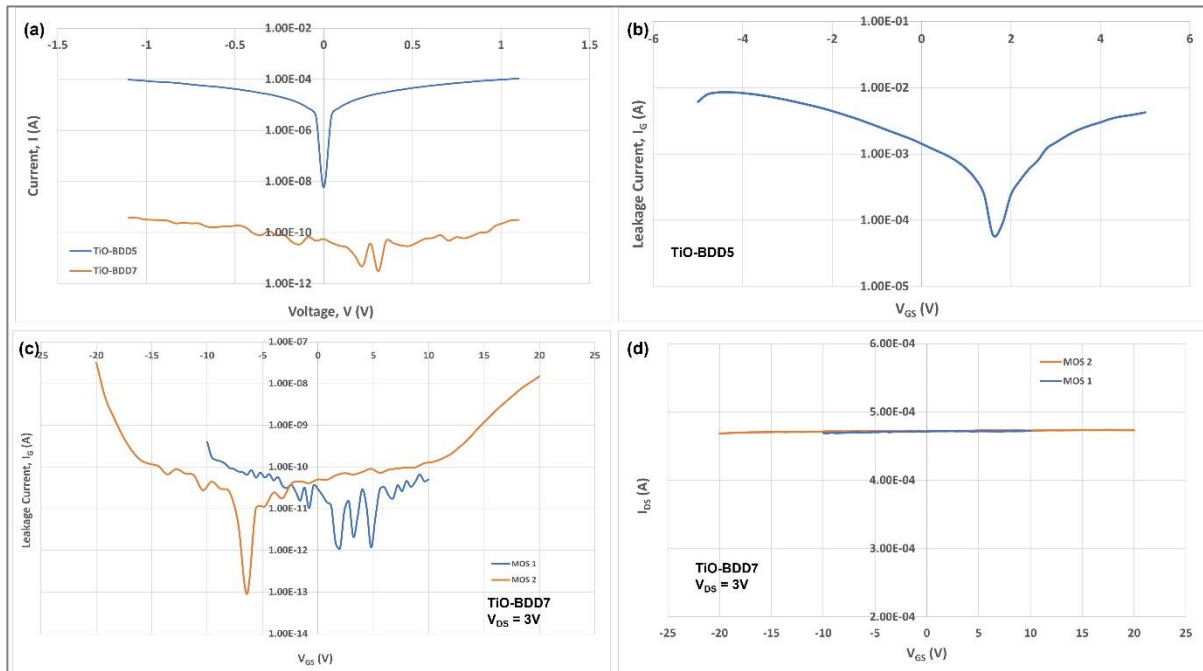 (a)
1.00E-02
-1.5 -1 -0.5 0 0.5 1 1.5
1.00E-04
1.00E-06
1.00E-08
1.00E-10
1.00E-12
Current, I (A)
TiO-BDD5
TiO-BDD7
Voltage, V (V)
(b)
1.00E-01
-6 -4 -2 0 2 4 6
1.00E-02
1.00E-03
1.00E-04
1.00E-05
Leakage Current, IG (A)
TiO-BDD5
VGS (V)
(c)
1.00E-07
-25 -20 -15 -10 -5 0 5 10 15 20 25
1.00E-08
1.00E-09
1.00E-10
1.00E-11
1.00E-12
1.00E-13
1.00E-14
Leakage Current, IG (A)
MOS 1
MOS 2
TiO-BDD7
VDS = 3V
VGS (V)
(d)
6.00E-04
5.00E-04
4.00E-04
3.00E-04
2.00E-04
IDS (A)
MOS 2
MOS 1
TiO-BDD7
VDS = 3V
-25 -20 -15 -10 -5 0 5 10 15 20 25
VGS (V)